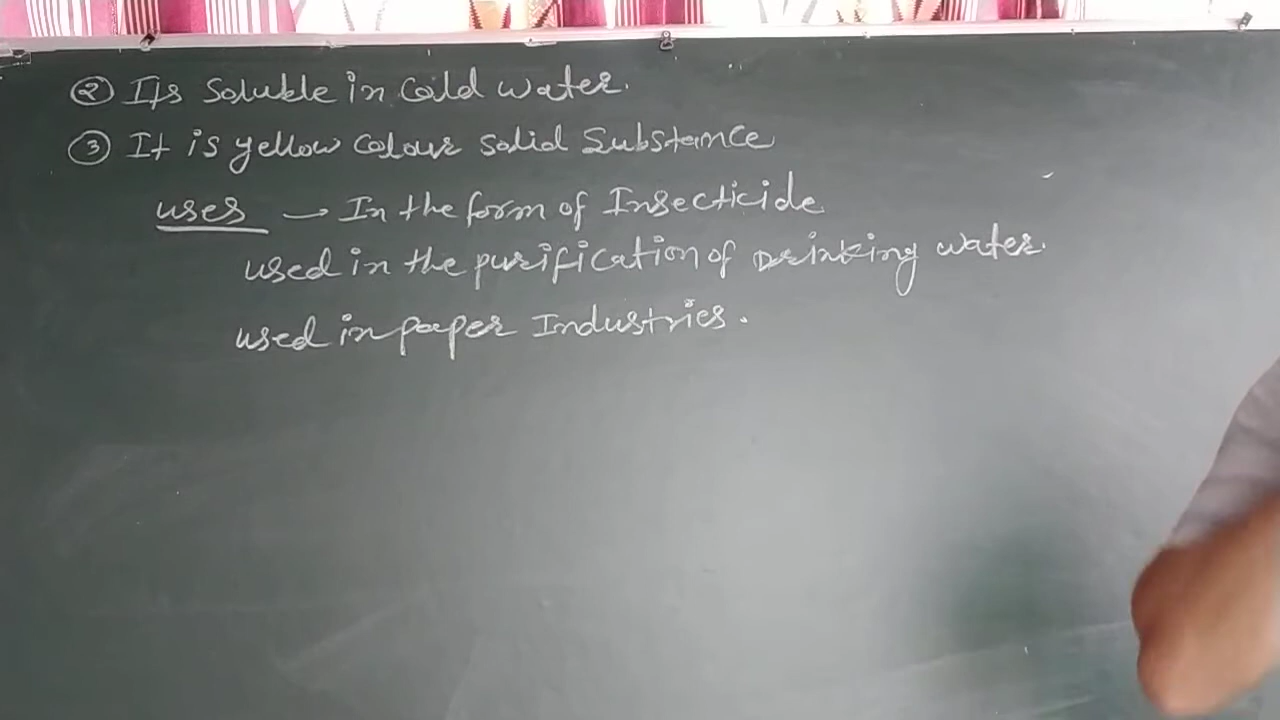 ② Its Soluble in Cold water.
③ It is yellow Colour Solid Substance
uses → In the form of Insecticide
used in the purification of Drinking water.
used in paper Industries.